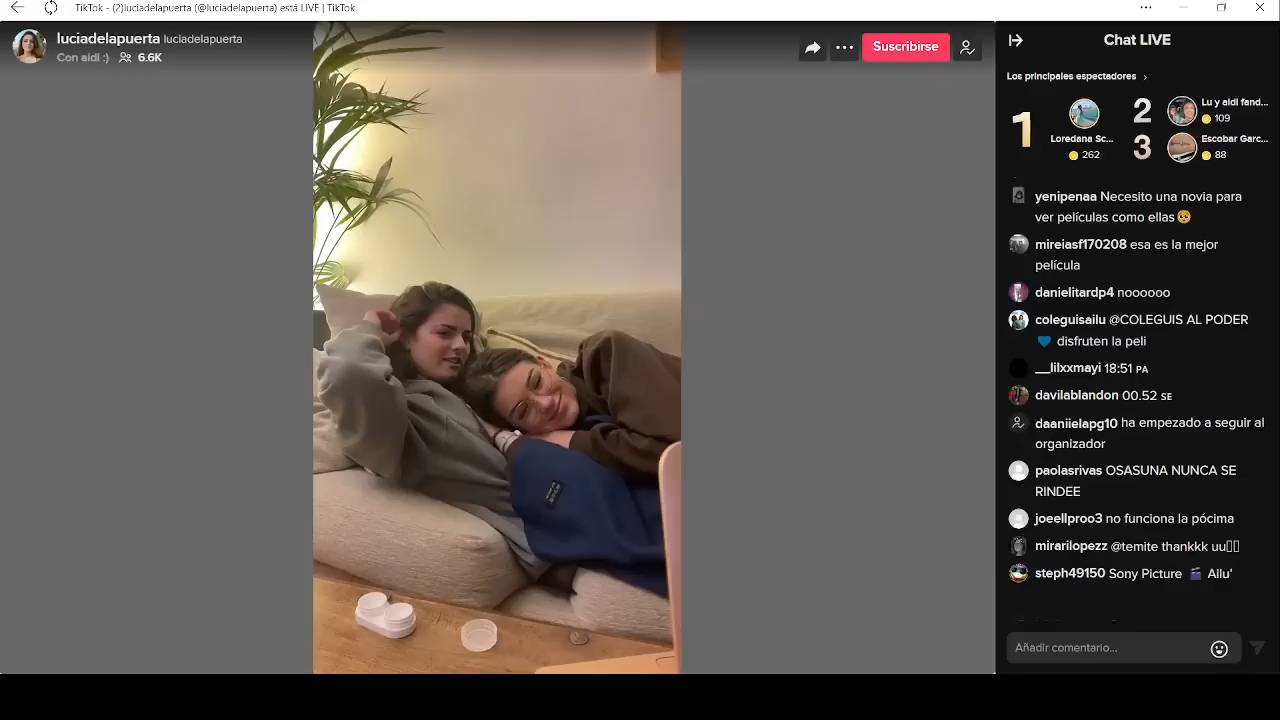 TikTok - (2)luciadelapuerta (@luciadelapuerta) está LIVE | TikTok
luciadelapuerta luciadelapuerta
Con aidi :) 6.6K
Suscribirse
Chat LIVE
Los principales espectadores
1
Loredana Sc...
262
2
Lu y aidi fand...
109
3
Escobar Garc...
88
yenipenaa Necesito una novia para
ver películas como ellas🥹
mireiasf170208 esa es la mejor
película
danielitardp4 noooooo
coleguisailu @COLEGUIS AL PODER
💙 disfruten la peli
__lilxxmayi 18:51 PA
davilablandon 00.52 SE
daaniielapg10 ha empezado a seguir al
organizador
paolasrivas OSASUNA NUNCA SE
RINDEE
joeellproo3 no funciona la pócima
mirarilopezz @temite thankkk uu▯▯
steph49150 Sony Picture 🎬 Ailu'
Añadir comentario...